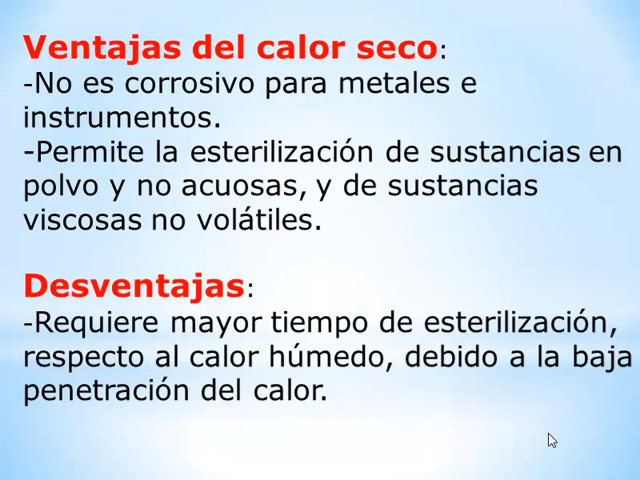 Ventajas del calor seco:
-No es corrosivo para metales e
instrumentos.
-Permite la esterilización de sustancias en
polvo y no acuosas, y de sustancias
viscosas no volátiles.
Desventajas:
-Requiere mayor tiempo de esterilización,
respecto al calor húmedo, debido a la baja
penetración del calor.